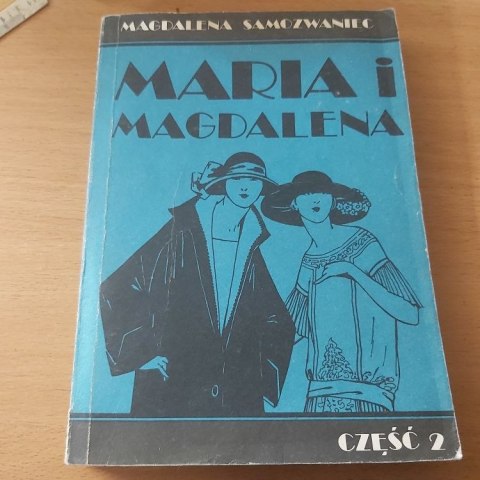 MAGDALENA SAMOZWANIEC
MARIA i
MAGDALENA
CZĘŚĆ 2